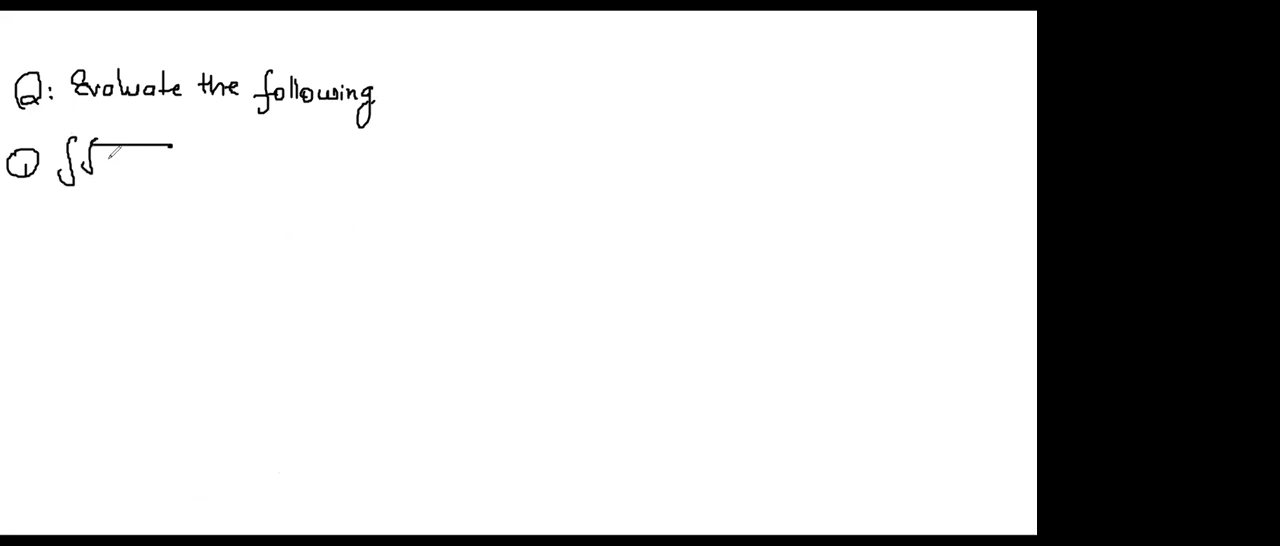 Q: Evaluate the following
① ∫√